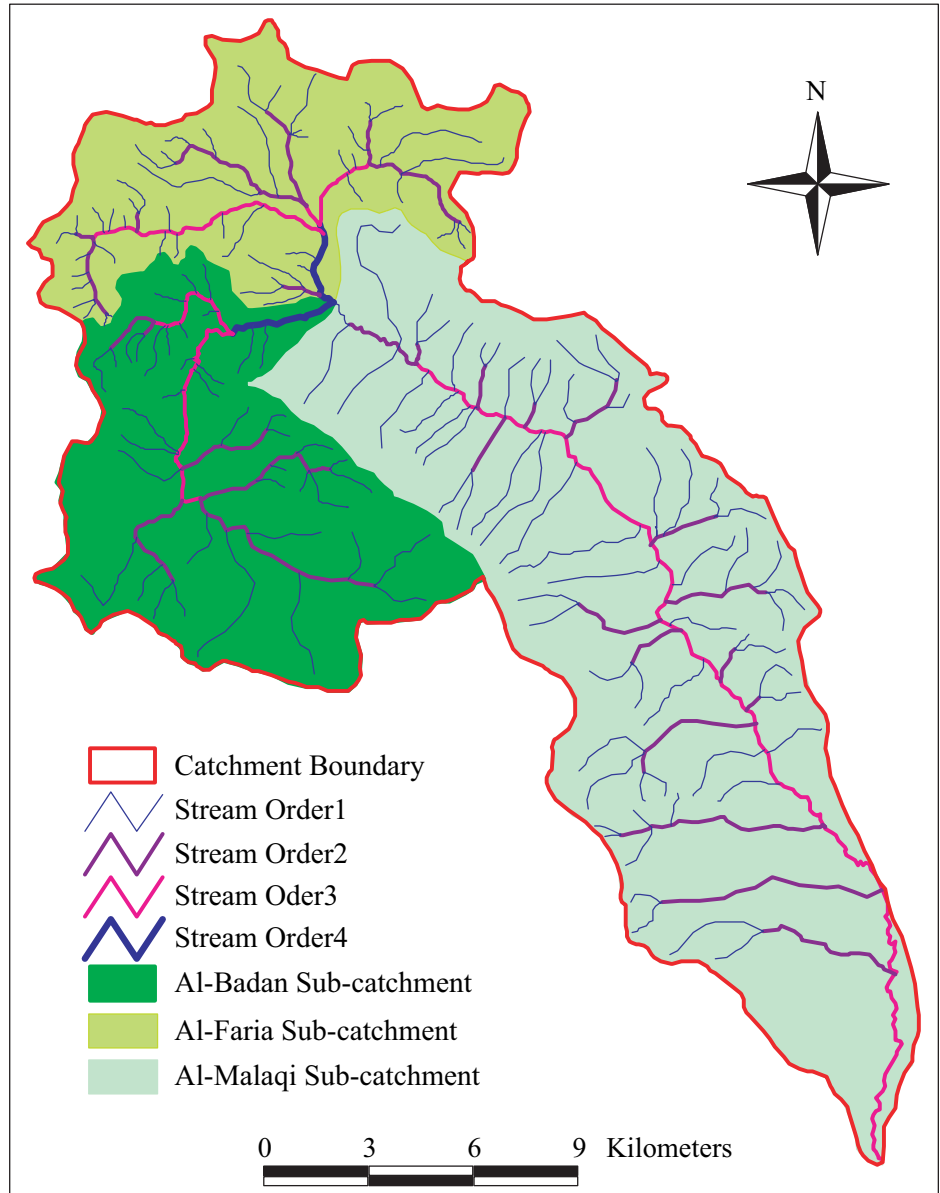 N
Catchment Boundary
Stream Order1
Stream Order2
Stream Oder3
Stream Order4
Al-Badan Sub-catchment
Al-Faria Sub-catchment
Al-Malaqi Sub-catchment
0 3 6 9 Kilometers